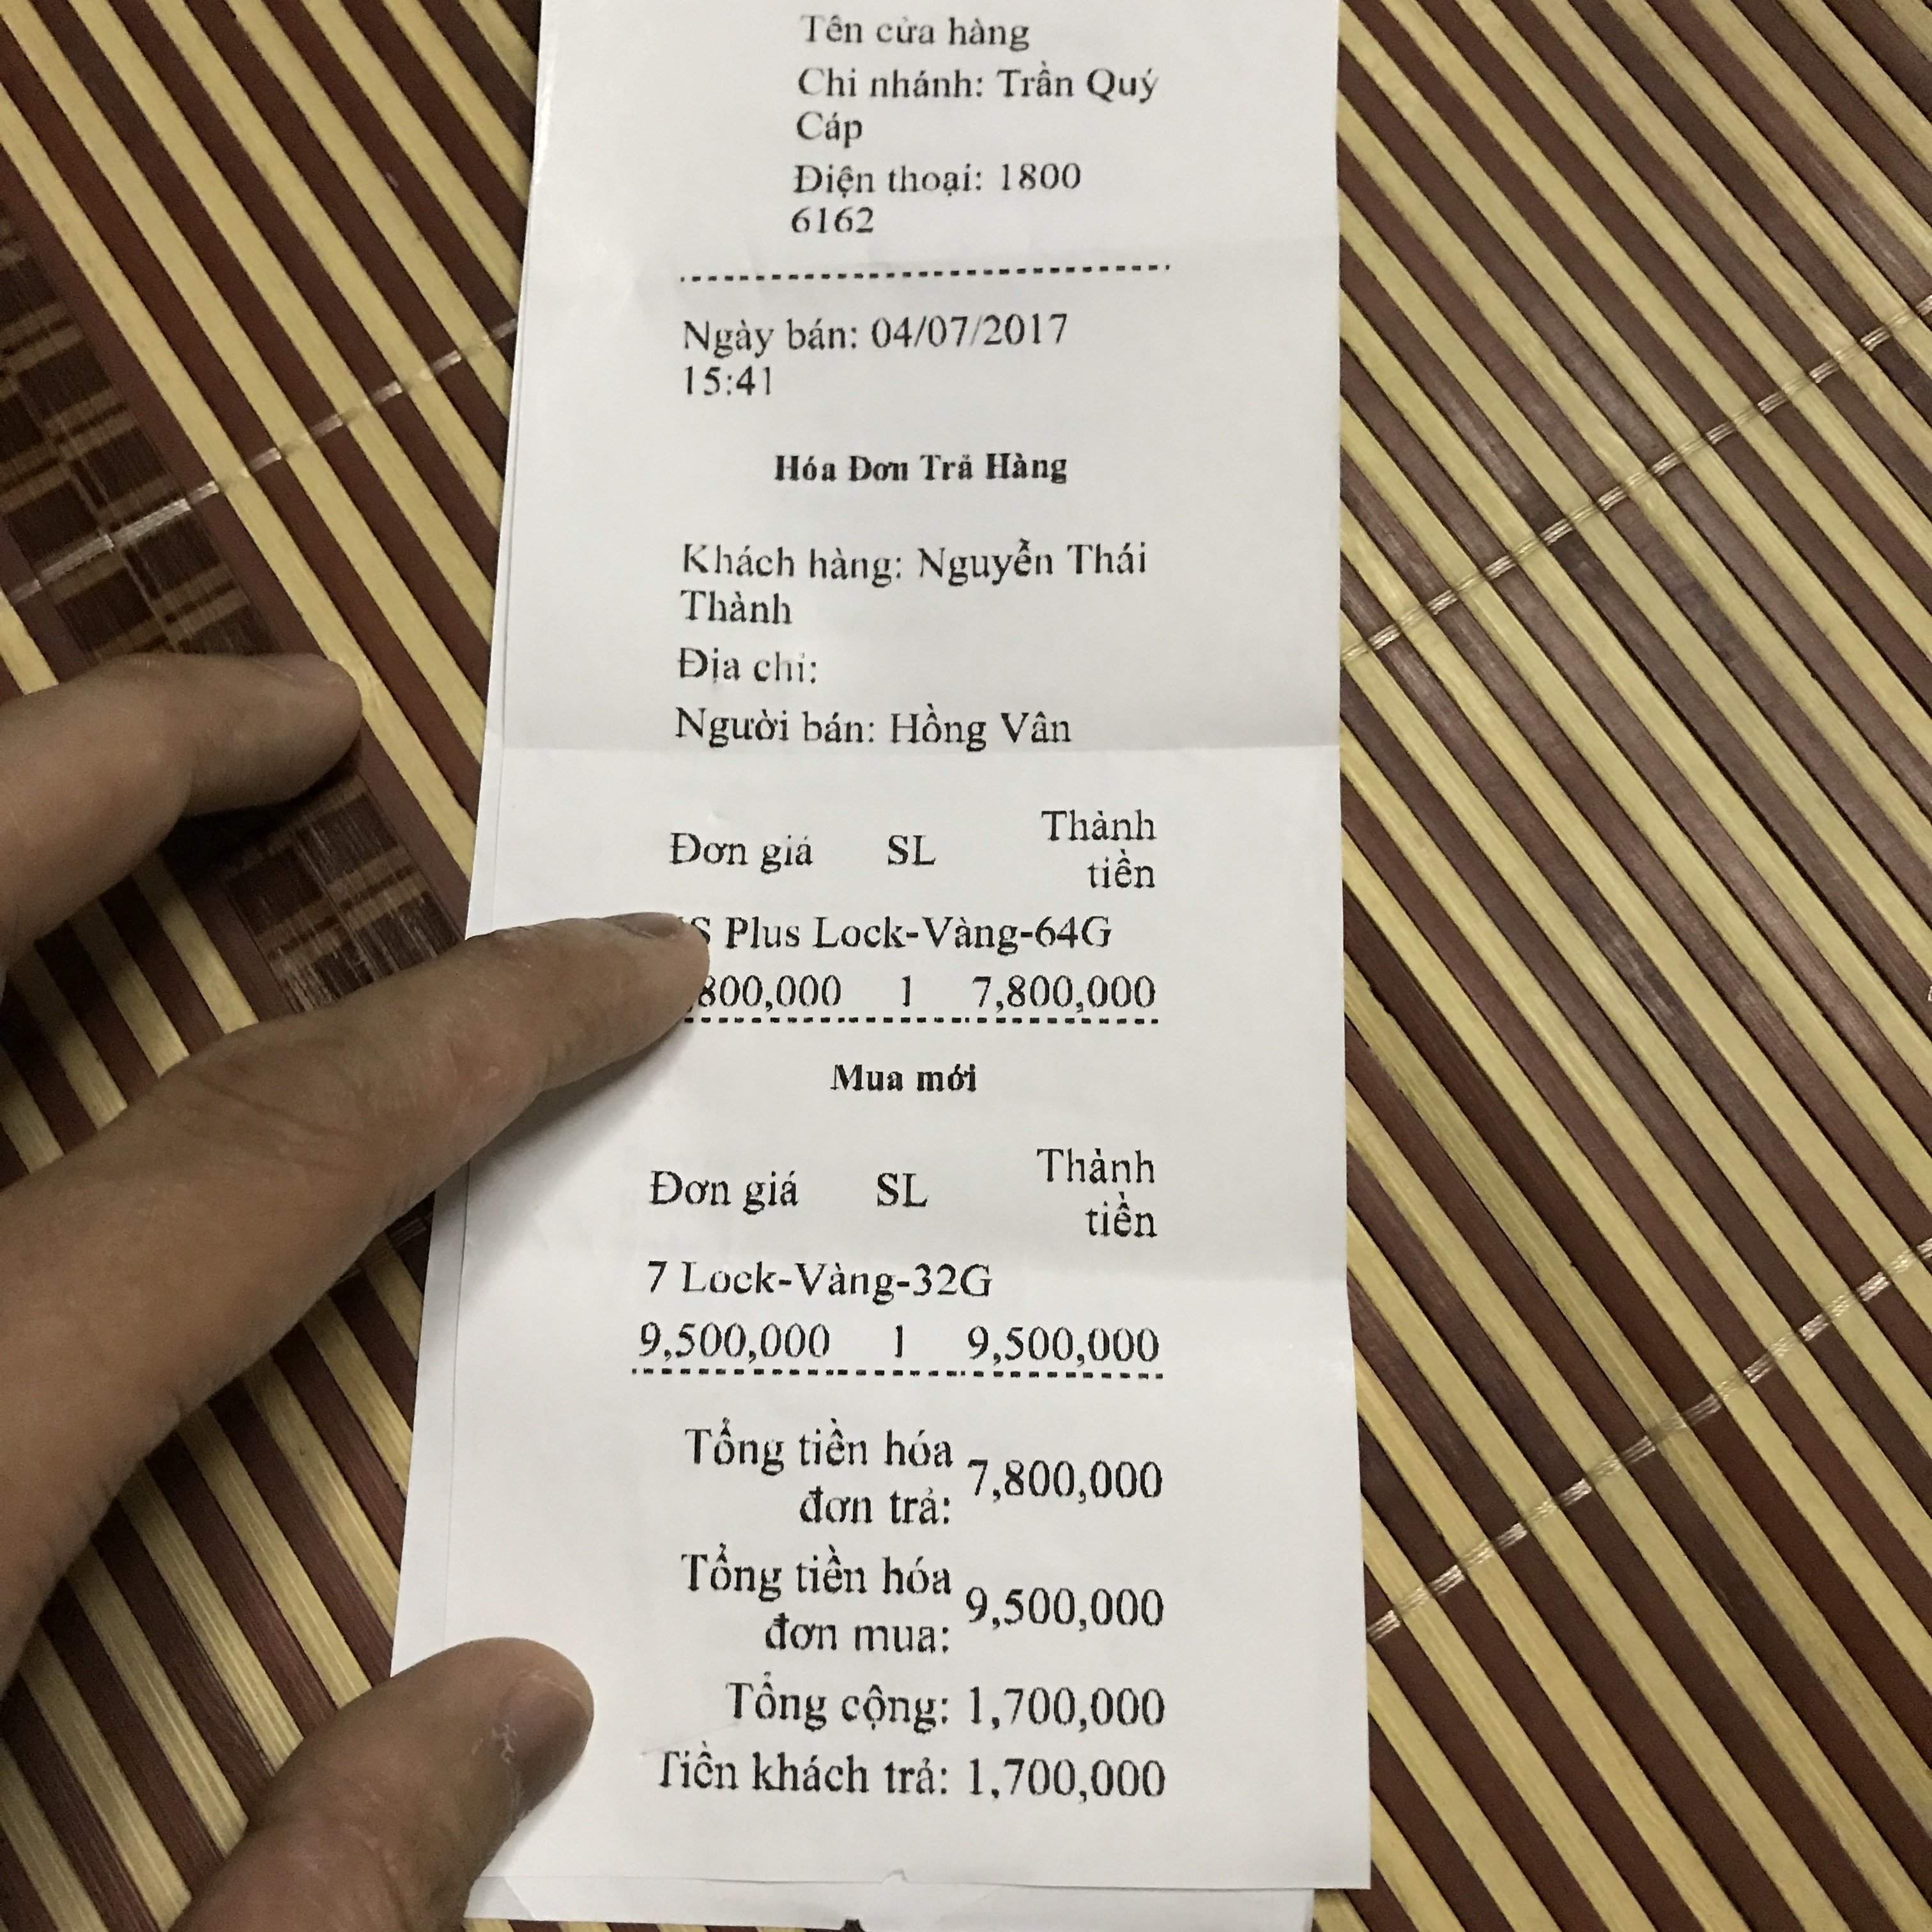 Tên cửa hàng
Chi nhánh: Trần Quý
Cáp
Điện thoại: 1800
6162
Ngày bán: 04/07/2017
15:41
Hóa Đơn Trả Hàng
Khách hàng: Nguyễn Thái
Thành
Địa chỉ:
Người bán: Hồng Vân
Đơn giá SL Thành
tiền
Plus Lock-Vàng-64G
800,000 1 7,800,000
Mua mới
Đơn giá SL Thành
tiền
7 Lock-Vàng-32G
9,500,000 1 9,500,000
Tổng tiền hóa
đơn trả: 7,800,000
Tổng tiền hóa
đơn mua: 9,500,000
Tổng cộng: 1,700,000
Tiền khách trả: 1,700,000